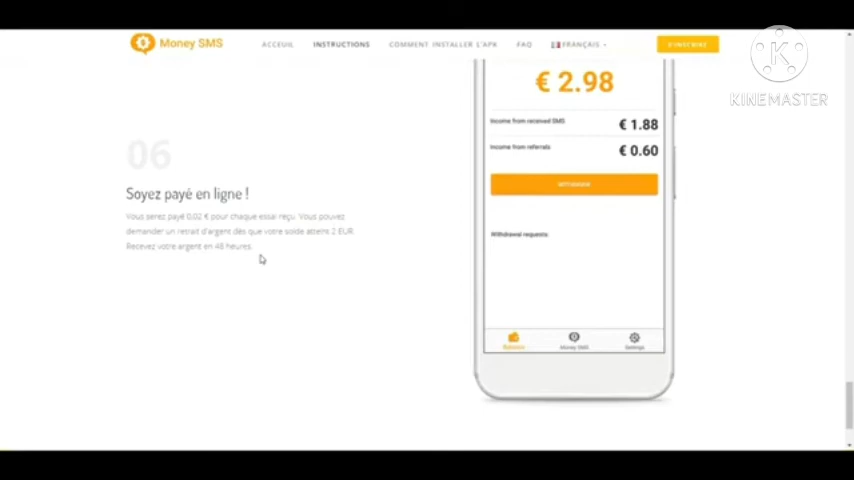 Money SMS
ACCEUIL
INSTRUCTIONS
COMMENT INSTALLER L'APK
FAQ
FRANÇAIS
S'INSCRIRE
KINEMASTER
€ 2.98
Income from received SMS
€ 1.88
Income from referrals
€ 0.60
WITHDRAW
Withdrawal requests:
Money SMS
Settings
06
Soyez payé en ligne !
Vous serez payé 0,02 € pour chaque essai reçu. Vous pouvez
demander un retrait d'argent dès que votre solde atteint 2 EUR.
Recevez votre argent en 48 heures.